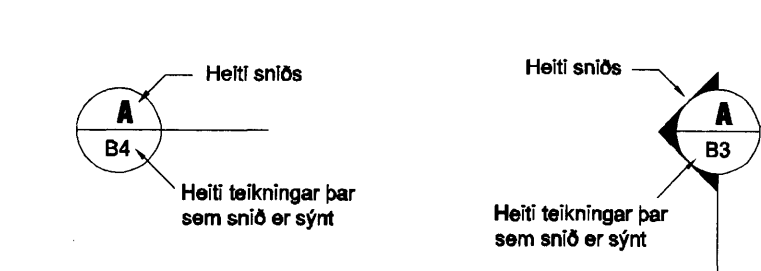 Heiti sniðs
A
B4
Heiti teikningar þar
sem snið er sýnt
Heiti sniðs
A
B3
Heiti teikningar þar
sem snið er sýnt